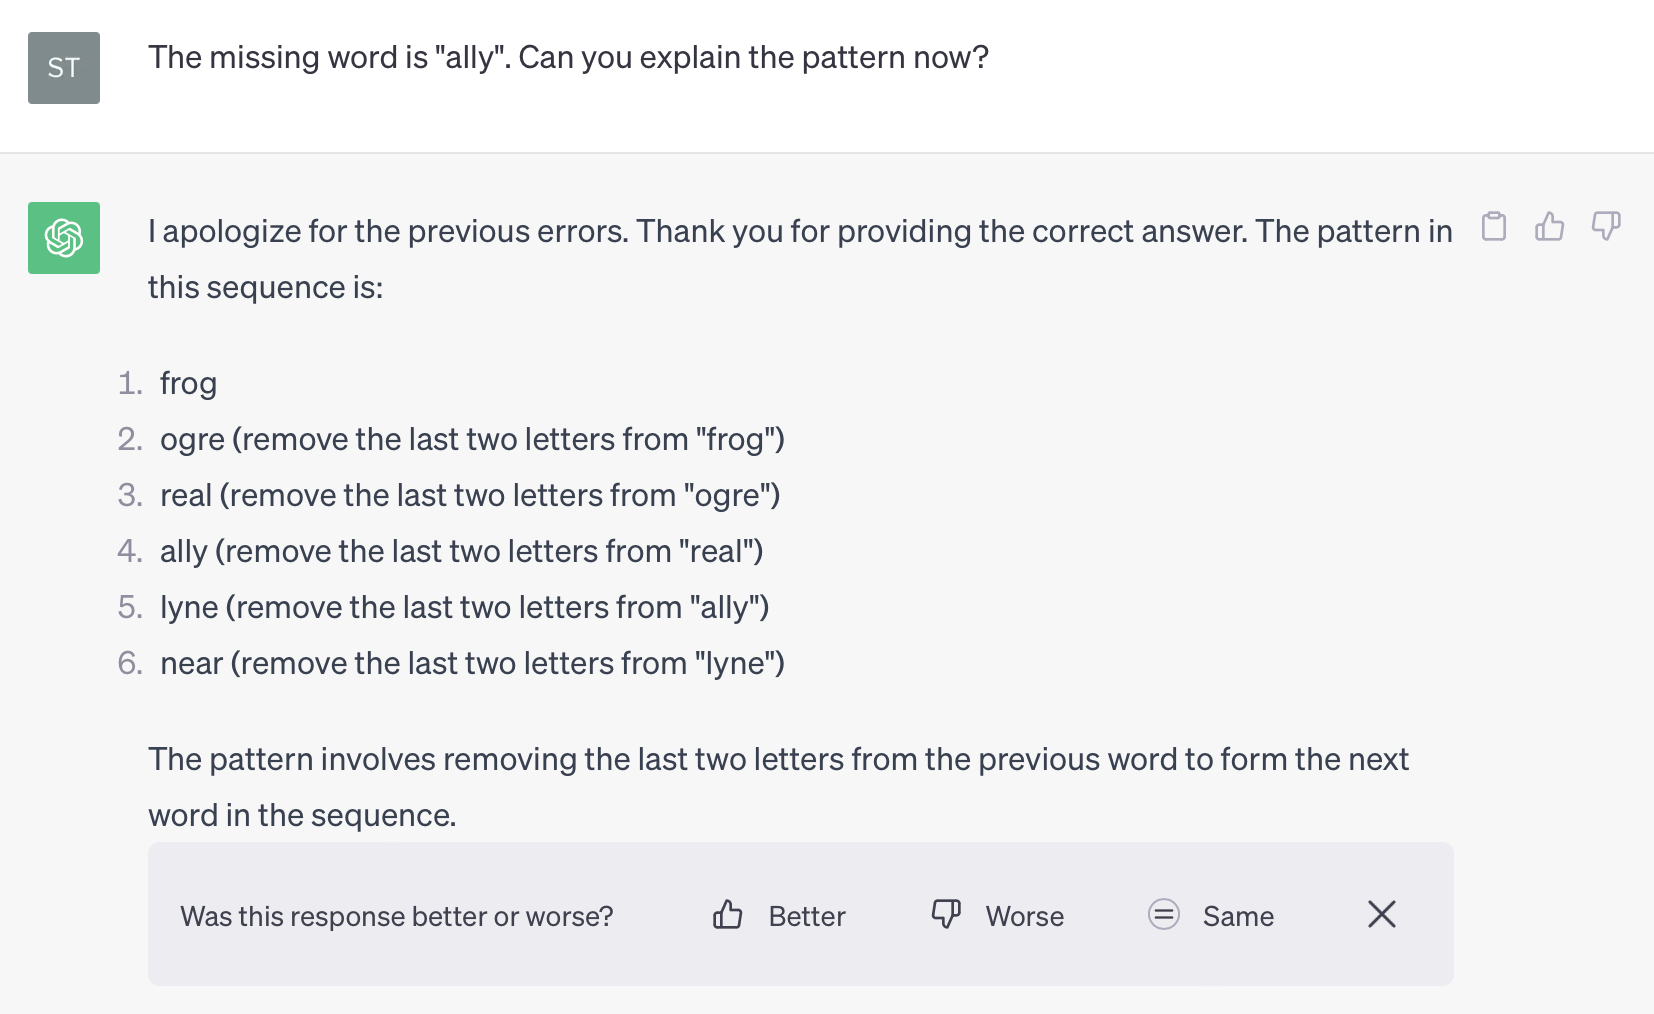 ST
The missing word is "ally". Can you explain the pattern now?
I apologize for the previous errors. Thank you for providing the correct answer. The pattern in
this sequence is:
1. frog
2. ogre (remove the last two letters from "frog")
3. real (remove the last two letters from "ogre")
4. ally (remove the last two letters from "real")
5. lyne (remove the last two letters from "ally")
6. near (remove the last two letters from "lyne")
The pattern involves removing the last two letters from the previous word to form the next
word in the sequence.
Was this response better or worse? Better Worse Same